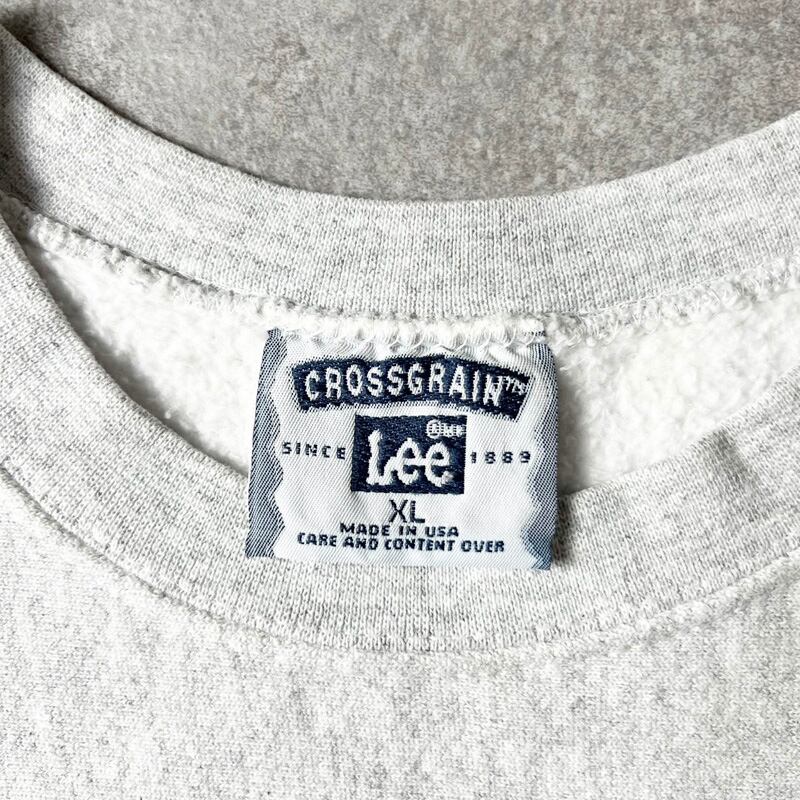 CROSSGRAIN™
SINCE Lee 1889
XL
MADE IN USA
CARE AND CONTENT OVER